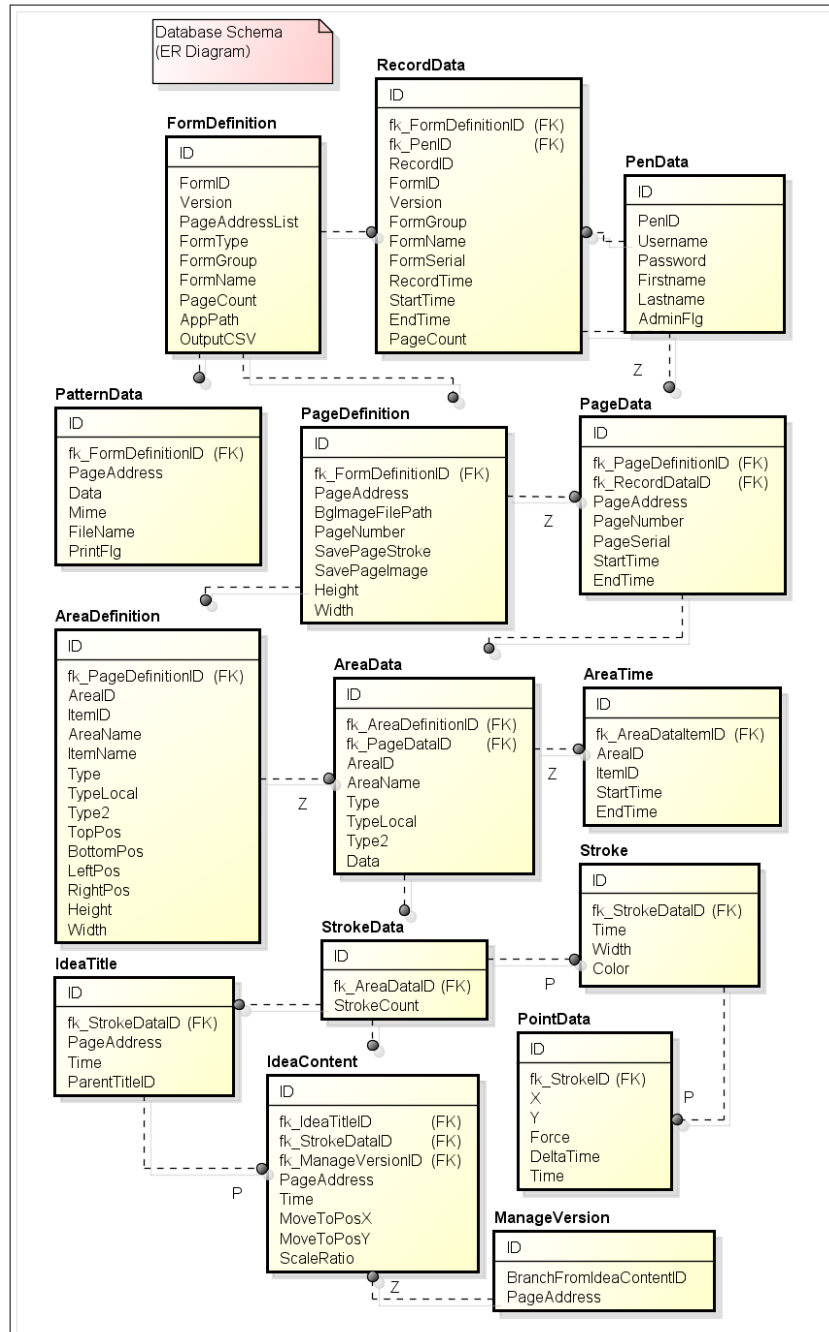 Database Schema
(ER Diagram)
RecordData
ID
fk_FormDefinitionID (FK)
fk_PenID (FK)
RecordID
FormID
Version
FormGroup
FormName
FormSerial
RecordTime
StartTime
EndTime
PageCount
FormDefinition
ID
FormID
Version
PageAddressList
FormType
FormGroup
FormName
PageCount
AppPath
OutputCSV
PenData
ID
PenID
Username
Password
Firstname
Lastname
AdminFlg
Z
PatternData
ID
fk_FormDefinitionID (FK)
PageAddress
Data
Mime
FileName
PrintFlg
PageDefinition
ID
fk_FormDefinitionID (FK)
PageAddress
BgImageFilePath
PageNumber
SavePageStroke
SavePageImage
Height
Width
Z
PageData
ID
fk_PageDefinitionID (FK)
fk_RecordDataID (FK)
PageAddress
PageNumber
PageSerial
StartTime
EndTime
AreaDefinition
ID
fk_PageDefinitionID (FK)
AreaID
ItemID
AreaName
ItemName
Type
TypeLocal
Type2
TopPos
BottomPos
LeftPos
RightPos
Height
Width
Z
AreaData
ID
fk_AreaDefinitionID (FK)
fk_PageDataID (FK)
AreaID
AreaName
Type
TypeLocal
Type2
Data
Z
AreaTime
ID
fk_AreaDataItemID (FK)
AreaID
ItemID
StartTime
EndTime
Stroke
ID
fk_StrokeDataID (FK)
Time
Width
Color
StrokeData
ID
fk_AreaDataID (FK)
StrokeCount
P
IdeaTitle
ID
fk_StrokeDataID (FK)
PageAddress
Time
ParentTitleID
P
IdeaContent
ID
fk_IdeaTitleID (FK)
fk_StrokeDataID (FK)
fk_ManageVersionID (FK)
PageAddress
Time
MoveToPosX
MoveToPosY
ScaleRatio
PointData
ID
fk_StrokeID (FK)
X
Y
Force
DeltaTime
Time
P
ManageVersion
ID
BranchFromIdeaContentID
PageAddress
Z